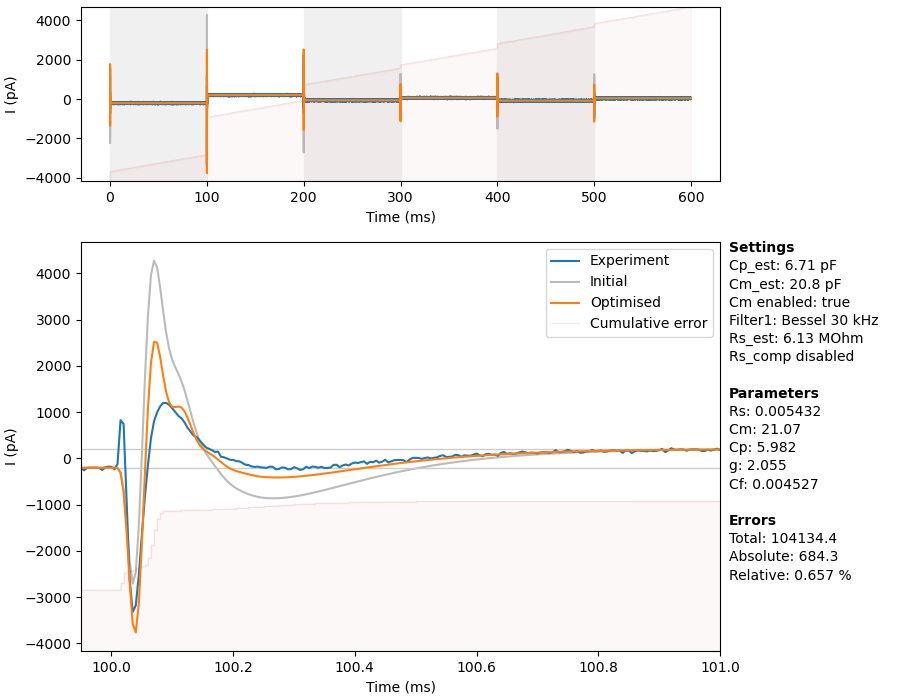 4000
2000
0
−2000
−4000
I (pA)
0 100 200 300 400 500 600
Time (ms)
4000
3000
2000
1000
0
−1000
−2000
−3000
−4000
I (pA)
Experiment
Initial
Optimised
Cumulative error
100.0 100.2 100.4 100.6 100.8 101.0
Time (ms)
Settings
Cp_est: 6.71 pF
Cm_est: 20.8 pF
Cm enabled: true
Filter1: Bessel 30 kHz
Rs_est: 6.13 MOhm
Rs_comp disabled
Parameters
Rs: 0.005432
Cm: 21.07
Cp: 5.982
g: 2.055
Cf: 0.004527
Errors
Total: 104134.4
Absolute: 684.3
Relative: 0.657 %